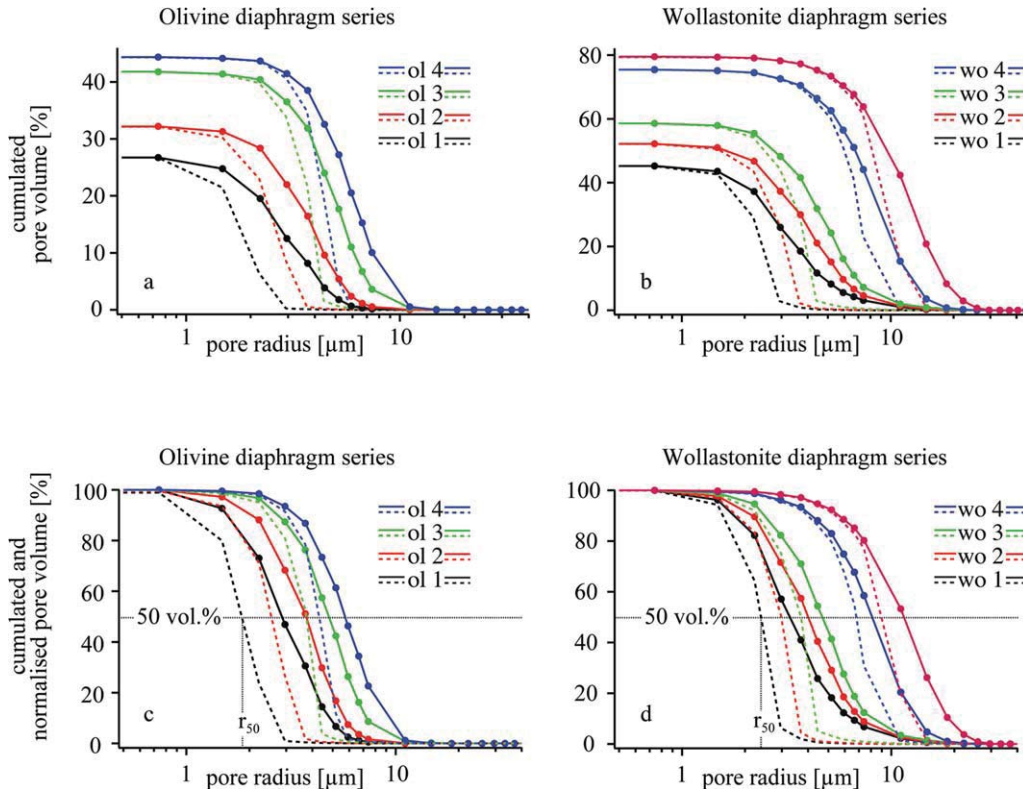 Olivine diaphragm series
cumulated
pore volume [%]
40
30
20
10
0
ol 4
ol 3
ol 2
ol 1
a
1
10
pore radius [µm]
Wollastonite diaphragm series
80
60
40
20
0
wo 4
wo 3
wo 2
wo 1
b
1
10
pore radius [µm]
Olivine diaphragm series
cumulated and
normalised pore volume [%]
100
80
60
40
20
0
ol 4
ol 3
ol 2
ol 1
50 vol.%
c
r50
1
10
pore radius [µm]
Wollastonite diaphragm series
100
80
60
40
20
0
wo 4
wo 3
wo 2
wo 1
50 vol.%
d
r50
1
10
pore radius [µm]